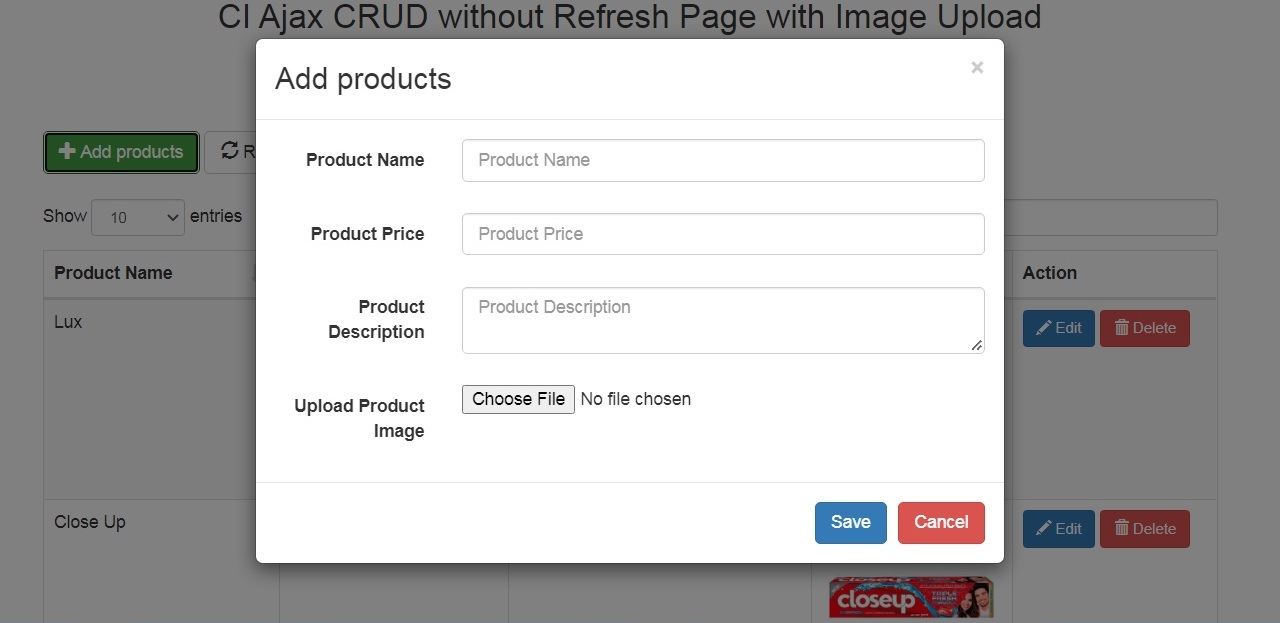 CI Ajax CRUD without Refresh Page with Image Upload
Add products
×
Add products
R
Show 10 entries
Product Name
Action
Lux
Edit
Delete
Close Up
Edit
Delete
Product Name
Product Name
Product Price
Product Price
Product
Description
Product Description
Upload Product
Image
Choose File No file chosen
Save
Cancel
closeup